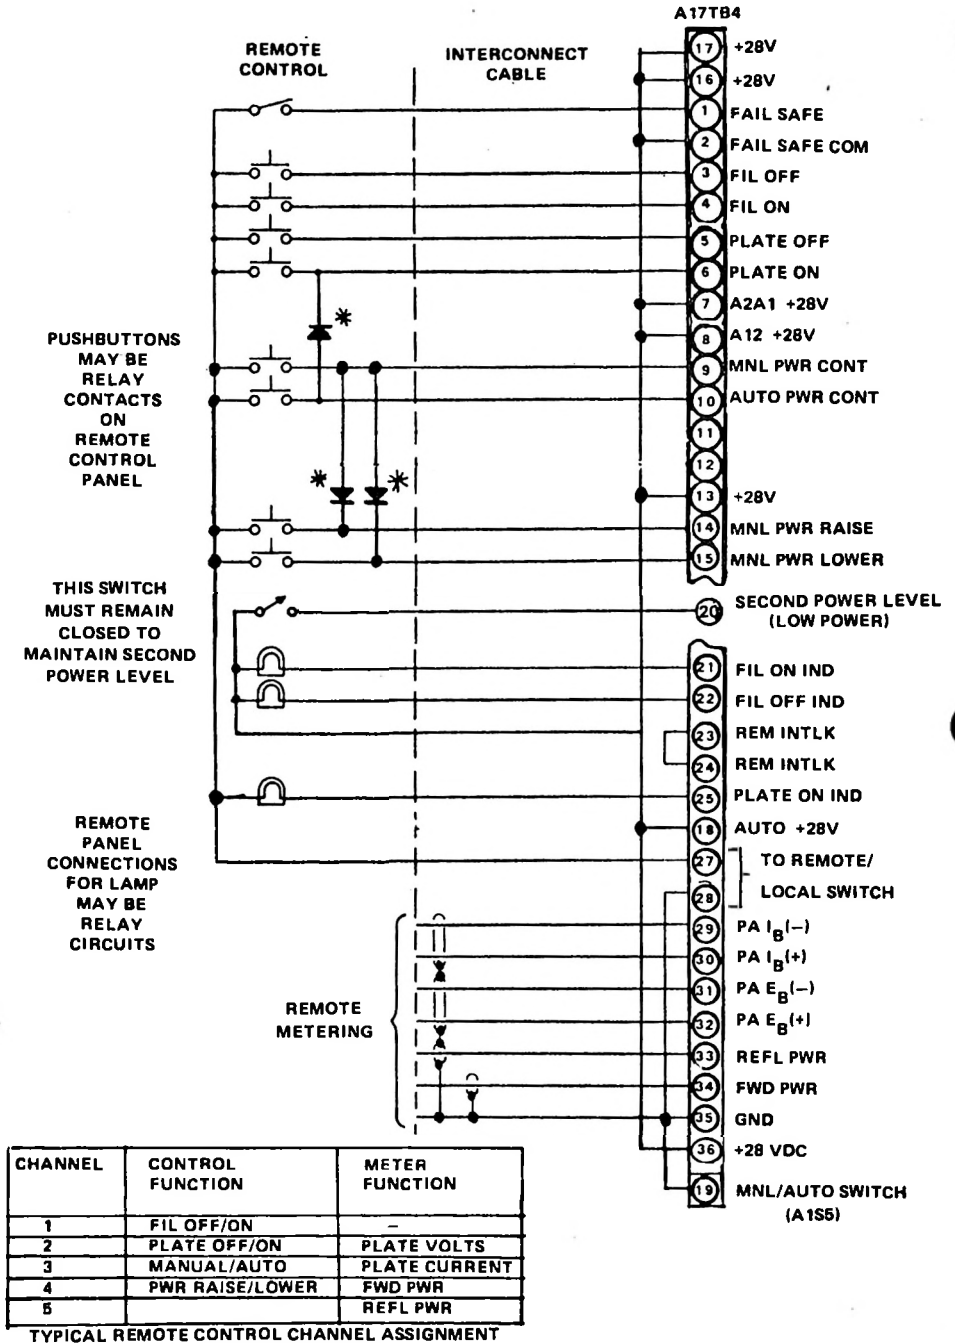 A17TB4
REMOTE
CONTROL
INTERCONNECT
CABLE
17 +28V
16 +28V
1 FAIL SAFE
2 FAIL SAFE COM
3 FIL OFF
4 FIL ON
5 PLATE OFF
6 PLATE ON
7 A2A1 +28V
8 A12 +28V
9 MNL PWR CONT
10 AUTO PWR CONT
11
12
13 +28V
14 MNL PWR RAISE
15 MNL PWR LOWER
20 SECOND POWER LEVEL
(LOW POWER)
21 FIL ON IND
22 FIL OFF IND
23 REM INTLK
24 REM INTLK
25 PLATE ON IND
18 AUTO +28V
27 TO REMOTE/
28 LOCAL SWITCH
29 PA IB(−)
30 PA IB(+)
31 PA EB(−)
32 PA EB(+)
33 REFL PWR
34 FWD PWR
35 GND
36 +28 VDC
19 MNL/AUTO SWITCH
(A1S5)
*
* *
PUSHBUTTONS
MAY BE
RELAY
CONTACTS
ON
REMOTE
CONTROL
PANEL
THIS SWITCH
MUST REMAIN
CLOSED TO
MAINTAIN SECOND
POWER LEVEL
REMOTE
PANEL
CONNECTIONS
FOR LAMP
MAY BE
RELAY
CIRCUITS
REMOTE
METERING
CHANNEL CONTROL FUNCTION METER FUNCTION
1 FIL OFF/ON –
2 PLATE OFF/ON PLATE VOLTS
3 MANUAL/AUTO PLATE CURRENT
4 PWR RAISE/LOWER FWD PWR
5 REFL PWR
TYPICAL REMOTE CONTROL CHANNEL ASSIGNMENT